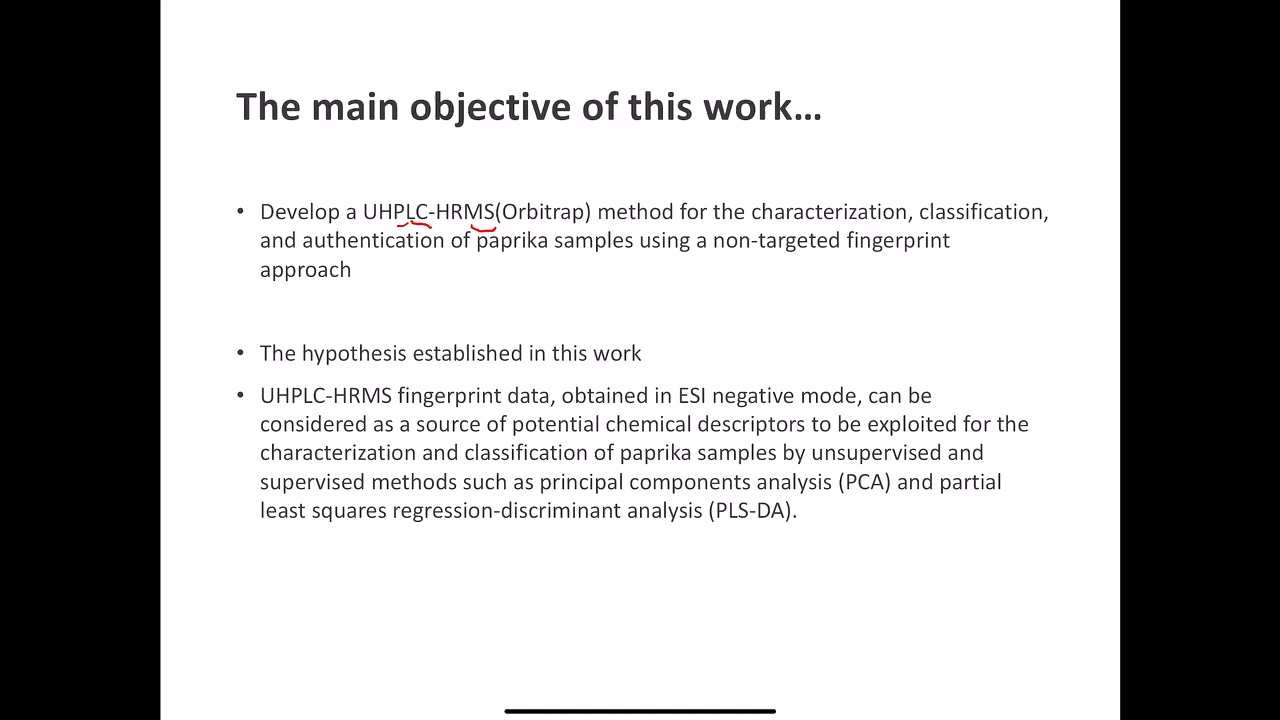 The main objective of this work...
• Develop a UHPLC-HRMS(Orbitrap) method for the characterization, classification,
and authentication of paprika samples using a non-targeted fingerprint
approach
• The hypothesis established in this work
• UHPLC-HRMS fingerprint data, obtained in ESI negative mode, can be
considered as a source of potential chemical descriptors to be exploited for the
characterization and classification of paprika samples by unsupervised and
supervised methods such as principal components analysis (PCA) and partial
least squares regression-discriminant analysis (PLS-DA).